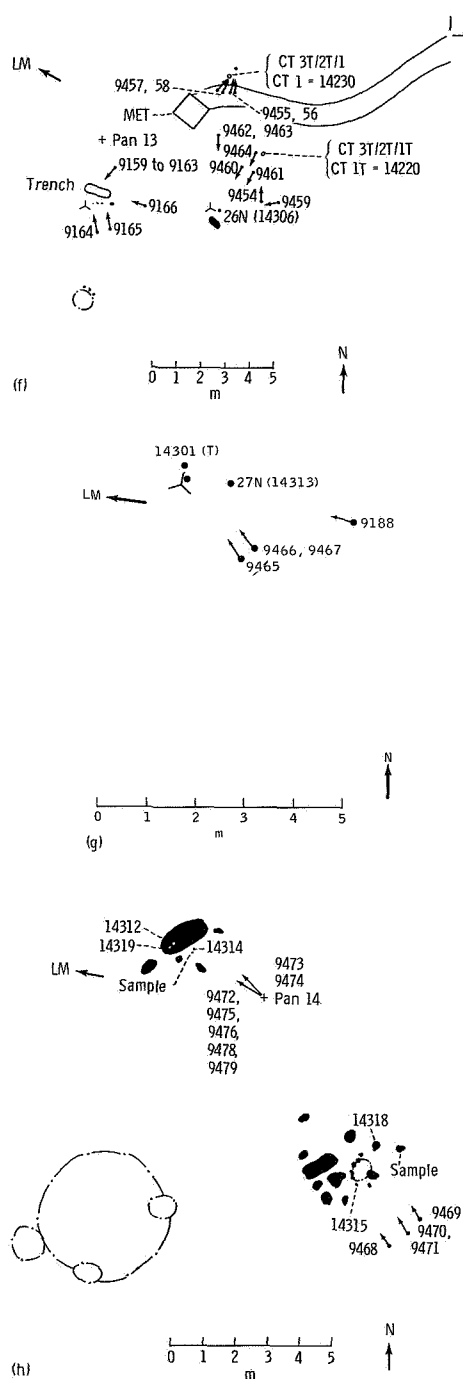 LM
CT 3T/2T/1
CT 1 = 14230
9457, 58
9455, 56
MET
9462, 9463
+ Pan 13
9464
CT 3T/2T/1T
CT 1T = 14220
9159 to 9163
9460
9461
Trench
9454
9459
9166
26N (14306)
9164
9165
0 1 2 3 4 5
m
N
(f)
14301 (T)
27N (14313)
LM
9188
9466, 9467
9465
N
0 1 2 3 4 5
m
(g)
14312
14319
14314
LM
Sample
9473
9474
+ Pan 14
9472,
9475,
9476,
9478,
9479
14318
Sample
14315
9469
9470,
9471
9468
0 1 2 3 4 5
m
N
(h)